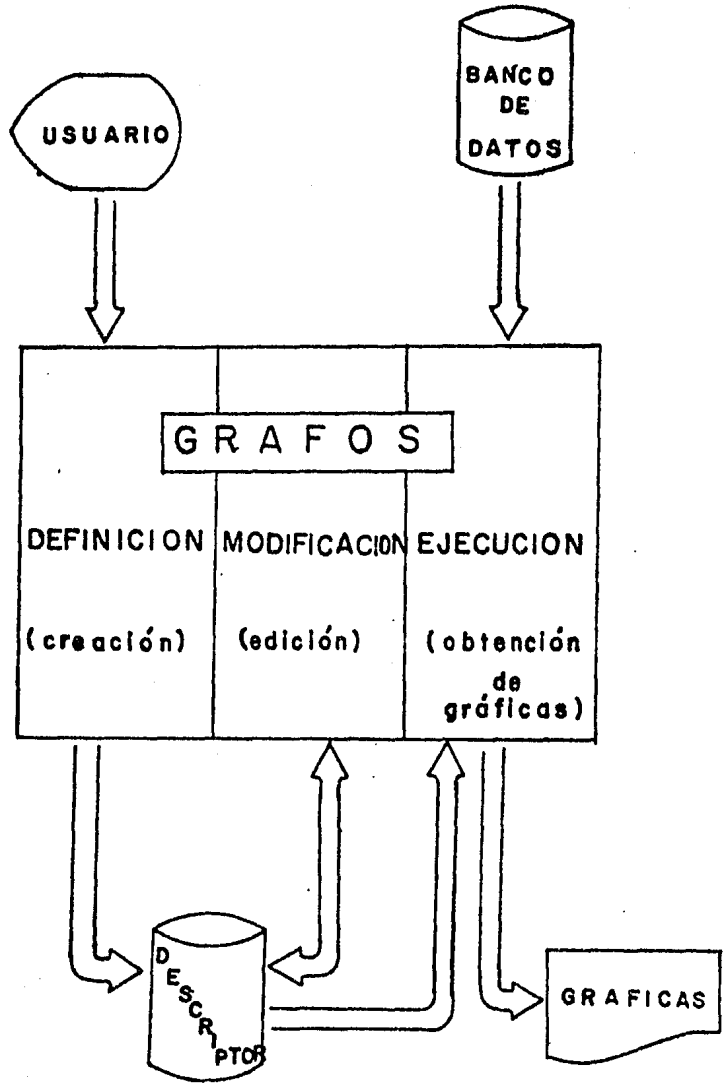 BANCO
DE
DATOS
USUARIO
GRAFOS
DEFINICION
MODIFICACION
EJECUCION
(creación)
(edición)
(obtención
de
gráficas)
DESCRIPTOR
GRAFICAS